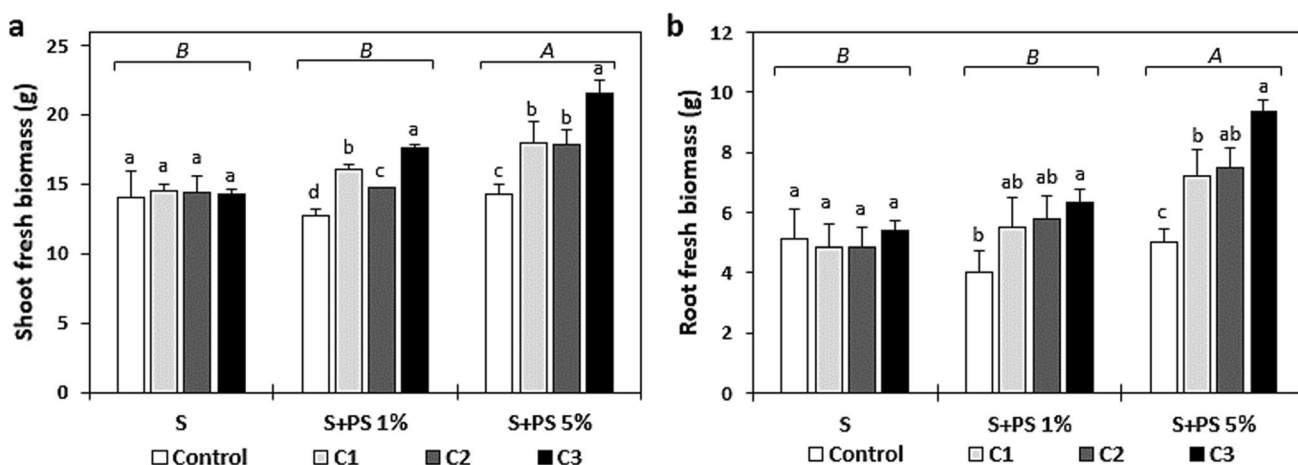 a
Shoot fresh biomass (g)
25
20
15
10
5
0
B
B
A
a a a a
d b c a
c b b a
S S+PS 1% S+PS 5%
Control C1 C2 C3
b
Root fresh biomass (g)
12
10
8
6
4
2
0
B
B
A
a a a a
b ab ab a
c b ab a
S S+PS 1% S+PS 5%
Control C1 C2 C3